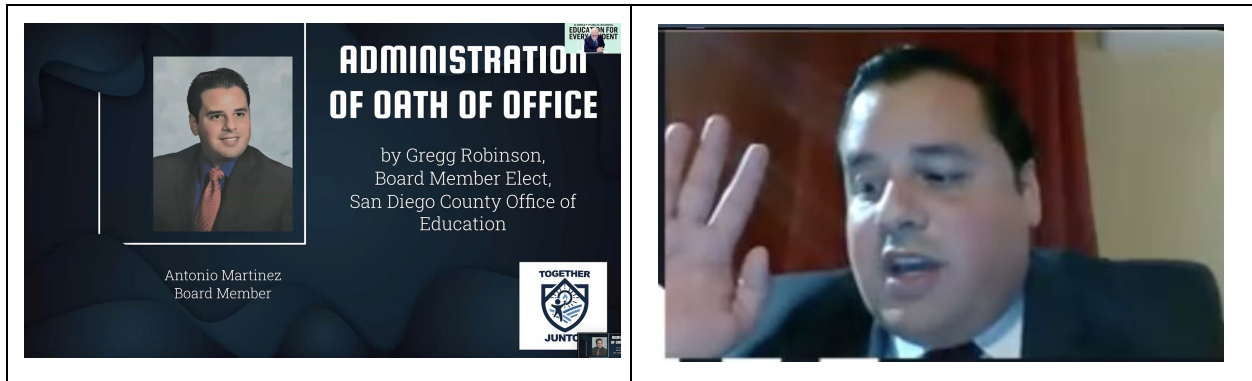 EDUCATION FOR
ADMINISTRATION
OF OATH OF OFFICE
by Gregg Robinson,
Board Member Elect,
San Diego County Office of
Education
Antonio Martinez
Board Member
TOGETHER